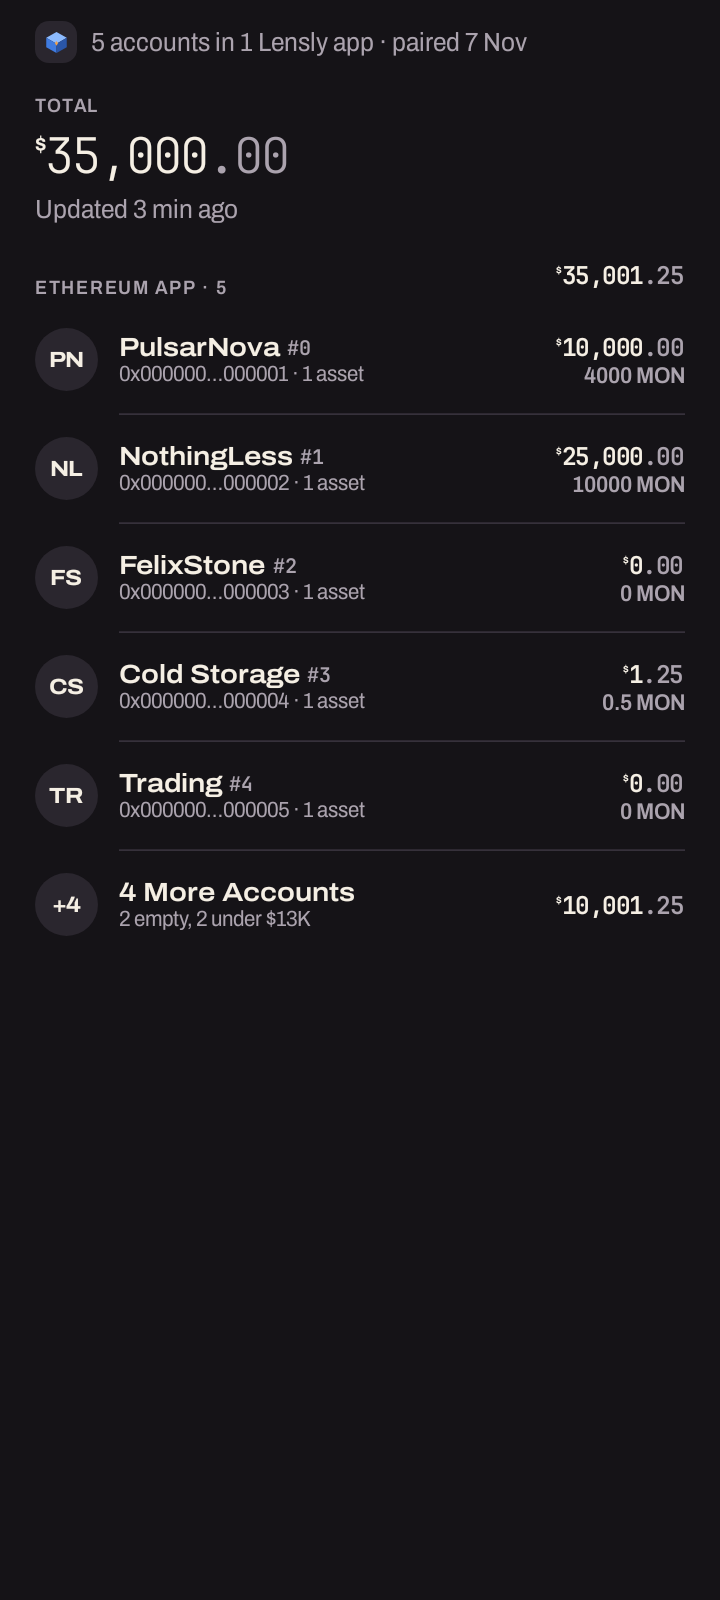 5 accounts in 1 Lensly app · paired 7 Nov
TOTAL
$35,000.00
Updated 3 min ago
ETHEREUM APP · 5
$35,001.25
PN
PulsarNova #0
$10,000.00
0x000000...000001 · 1 asset
4000 MON
NL
NothingLess #1
$25,000.00
0x000000...000002 · 1 asset
10000 MON
FS
FelixStone #2
$0.00
0x000000...000003 · 1 asset
0 MON
CS
Cold Storage #3
$1.25
0x000000...000004 · 1 asset
0.5 MON
TR
Trading #4
$0.00
0x000000...000005 · 1 asset
0 MON
+4
4 More Accounts
$10,001.25
2 empty, 2 under $13K